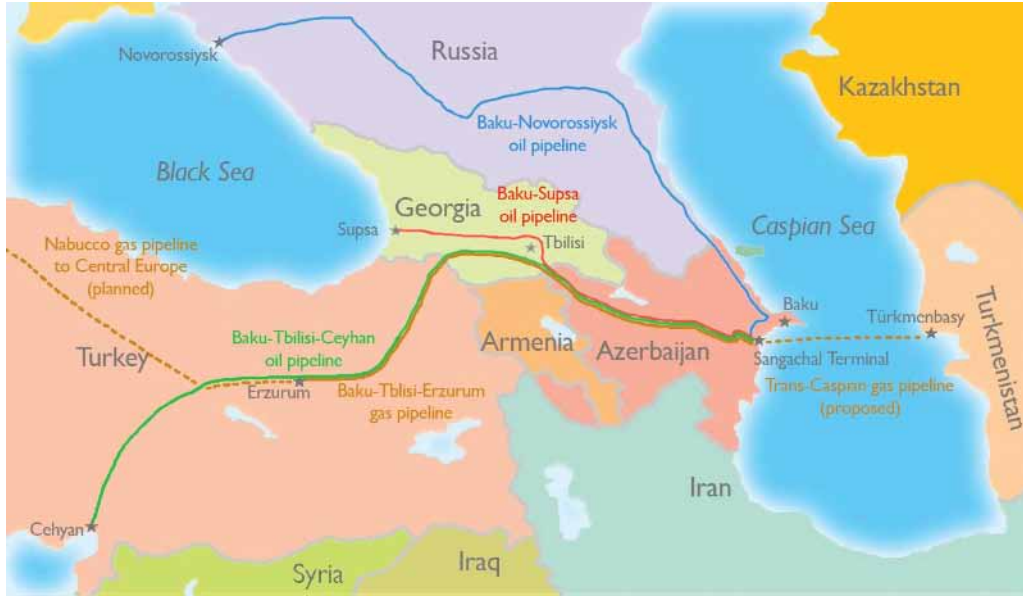 Novorossiysk
Russia
Kazakhstan
Baku-Novorossiysk
oil pipeline
Black Sea
Georgia
Baku-Supsa
oil pipeline
Supsa
Tbilisi
Caspian Sea
Nabucco gas pipeline
to Central Europe
(planned)
Baku
Türkmenbasy
Turkey
Baku-Tbilisi-Ceyhan
oil pipeline
Armenia
Azerbaijan
Sangachal Terminal
Turkmenistan
Erzurum
Baku-Tblisi-Erzurum
gas pipeline
Trans-Caspian gas pipeline
(proposed)
Iran
Cehyan
Syria
Iraq